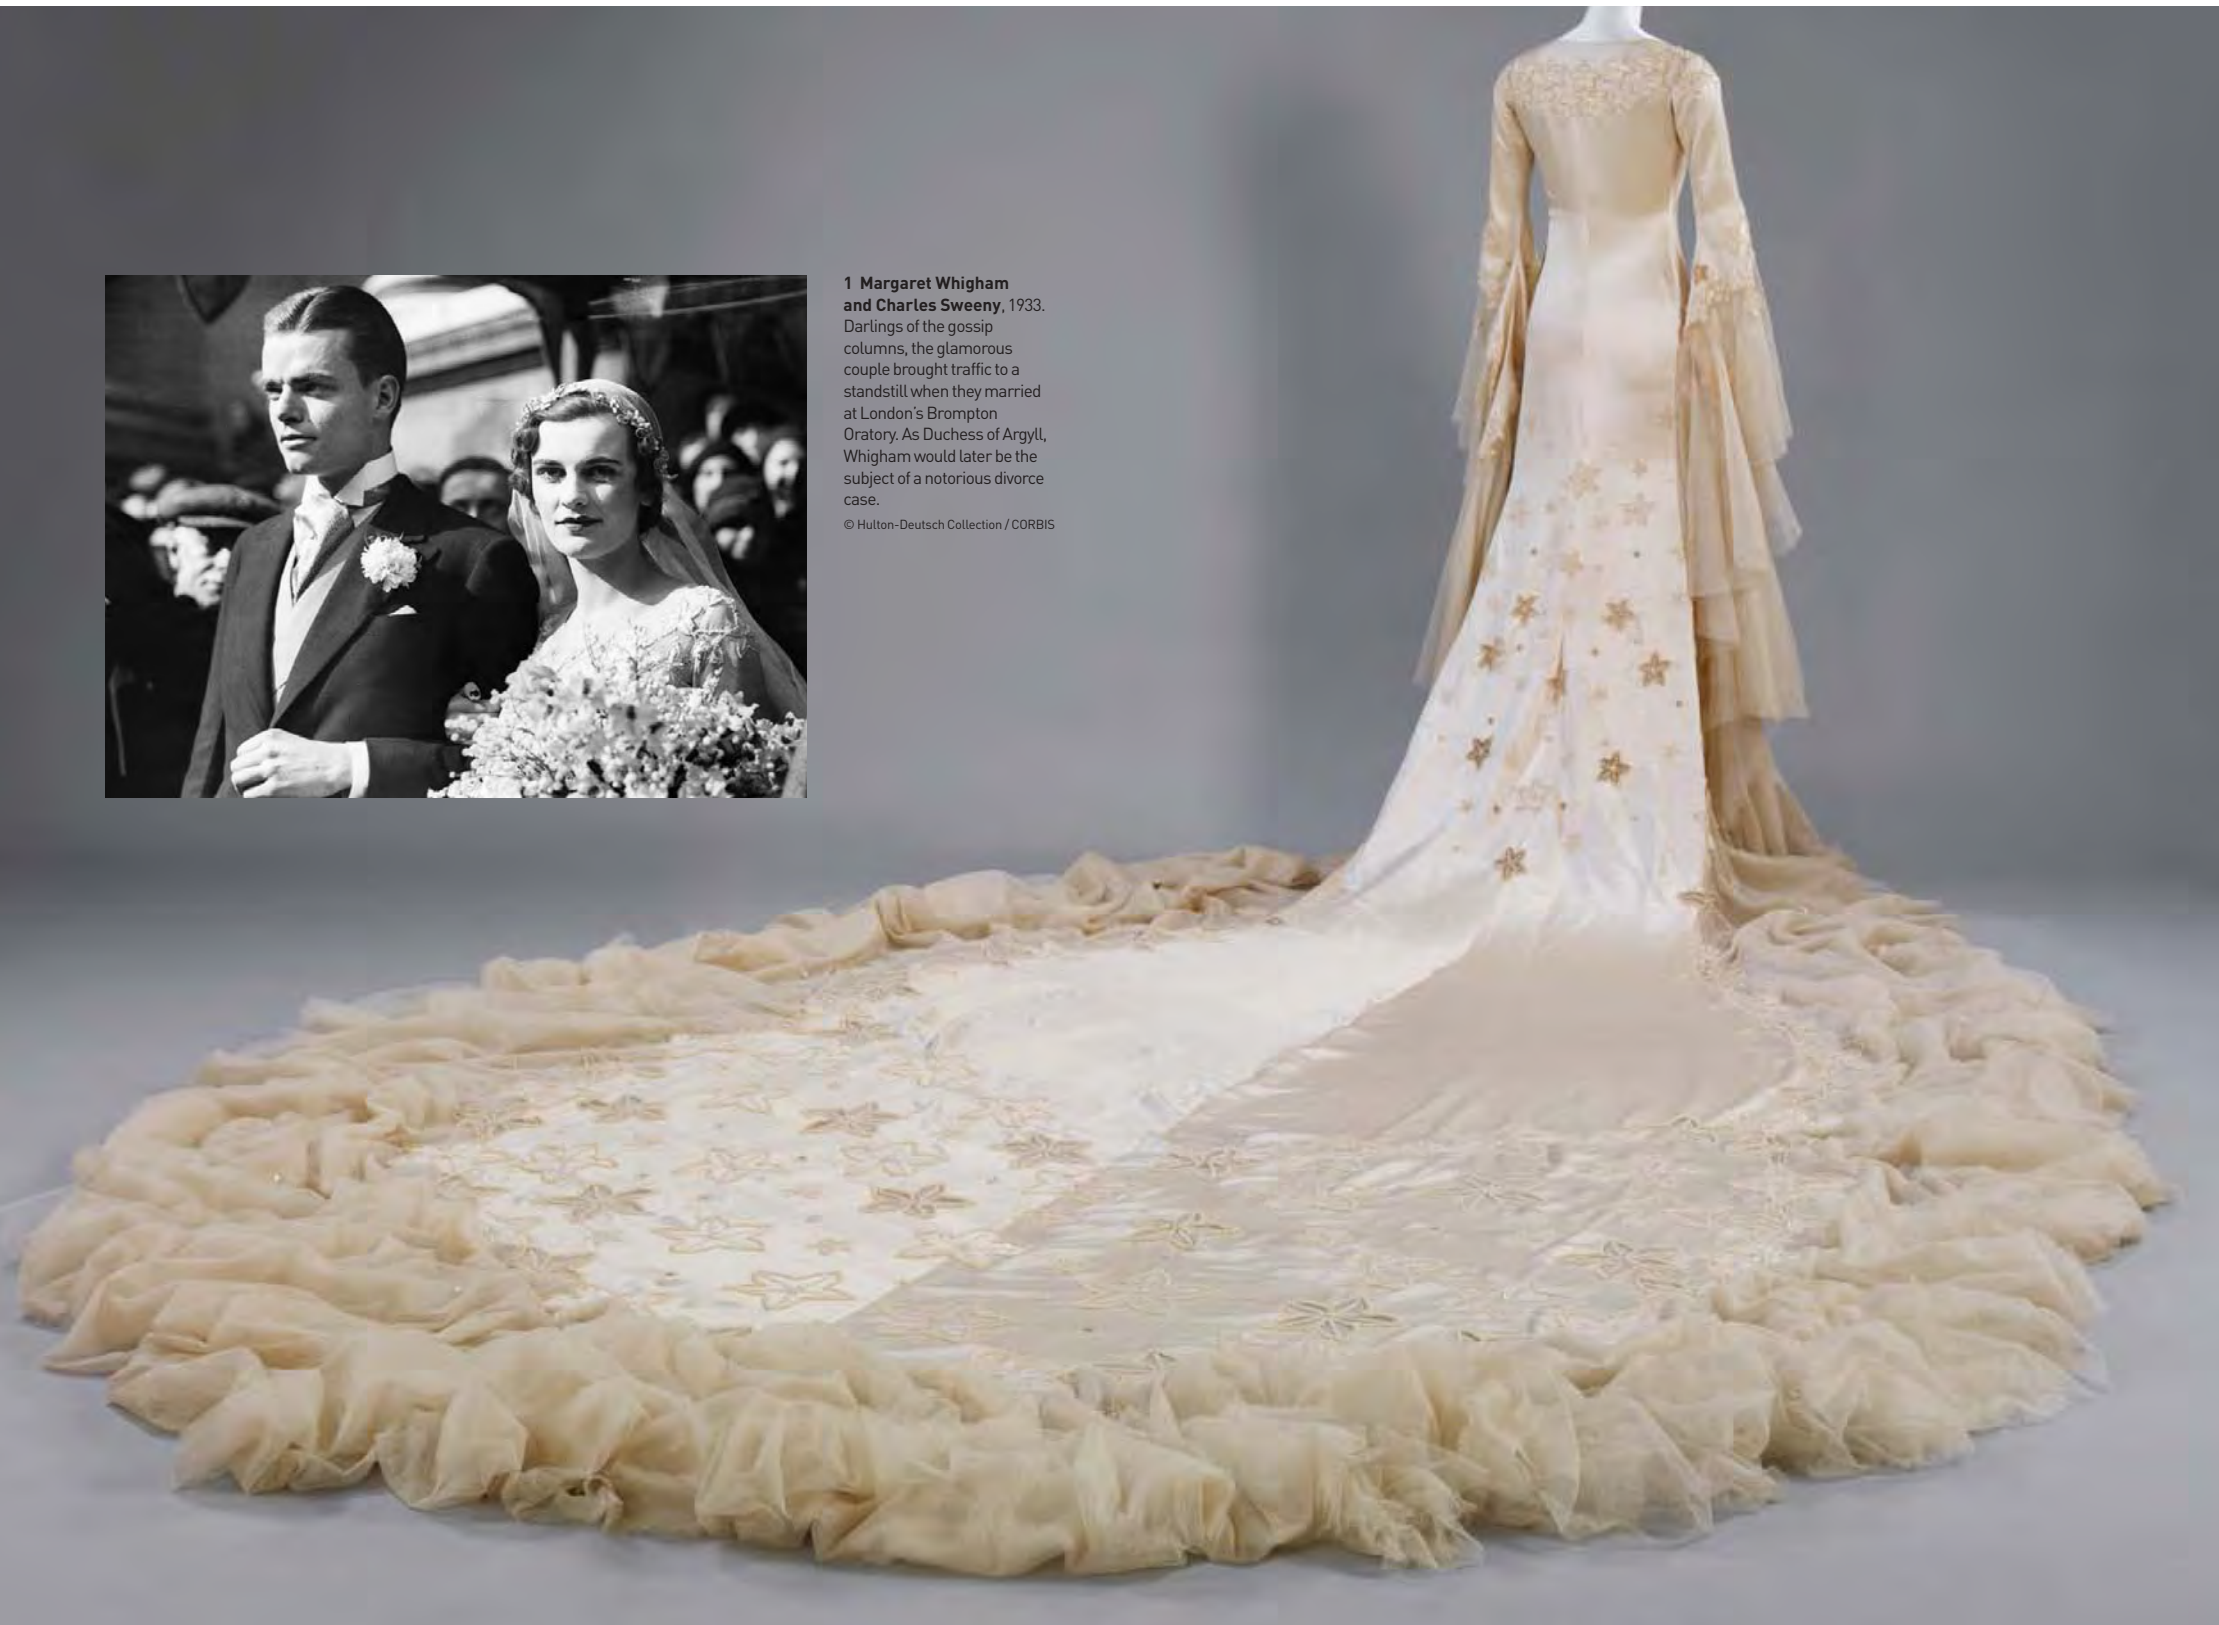 1 Margaret Whigham
and Charles Sweeny, 1933.
Darlings of the gossip
columns, the glamorous
couple brought traffic to a
standstill when they married
at London's Brompton
Oratory. As Duchess of Argyll,
Whigham would later be the
subject of a notorious divorce
case.
© Hulton-Deutsch Collection / CORBIS